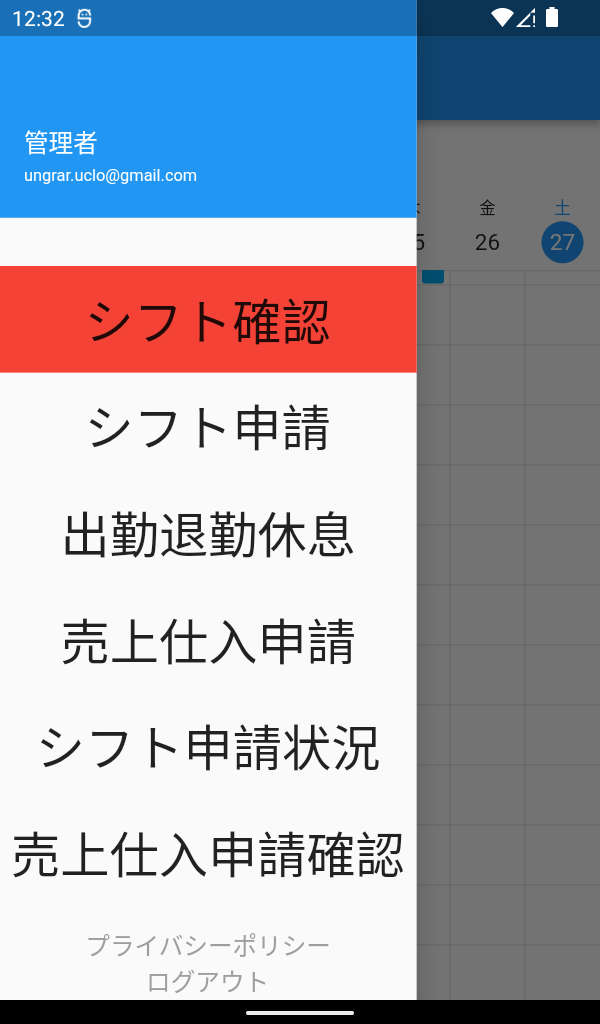 12:32
管理者
ungrar.uclo@gmail.com
金 土
26 27
シフト確認
シフト申請
出勤退勤休息
売上仕入申請
シフト申請状況
売上仕入申請確認
プライバシーポリシー
ログアウト